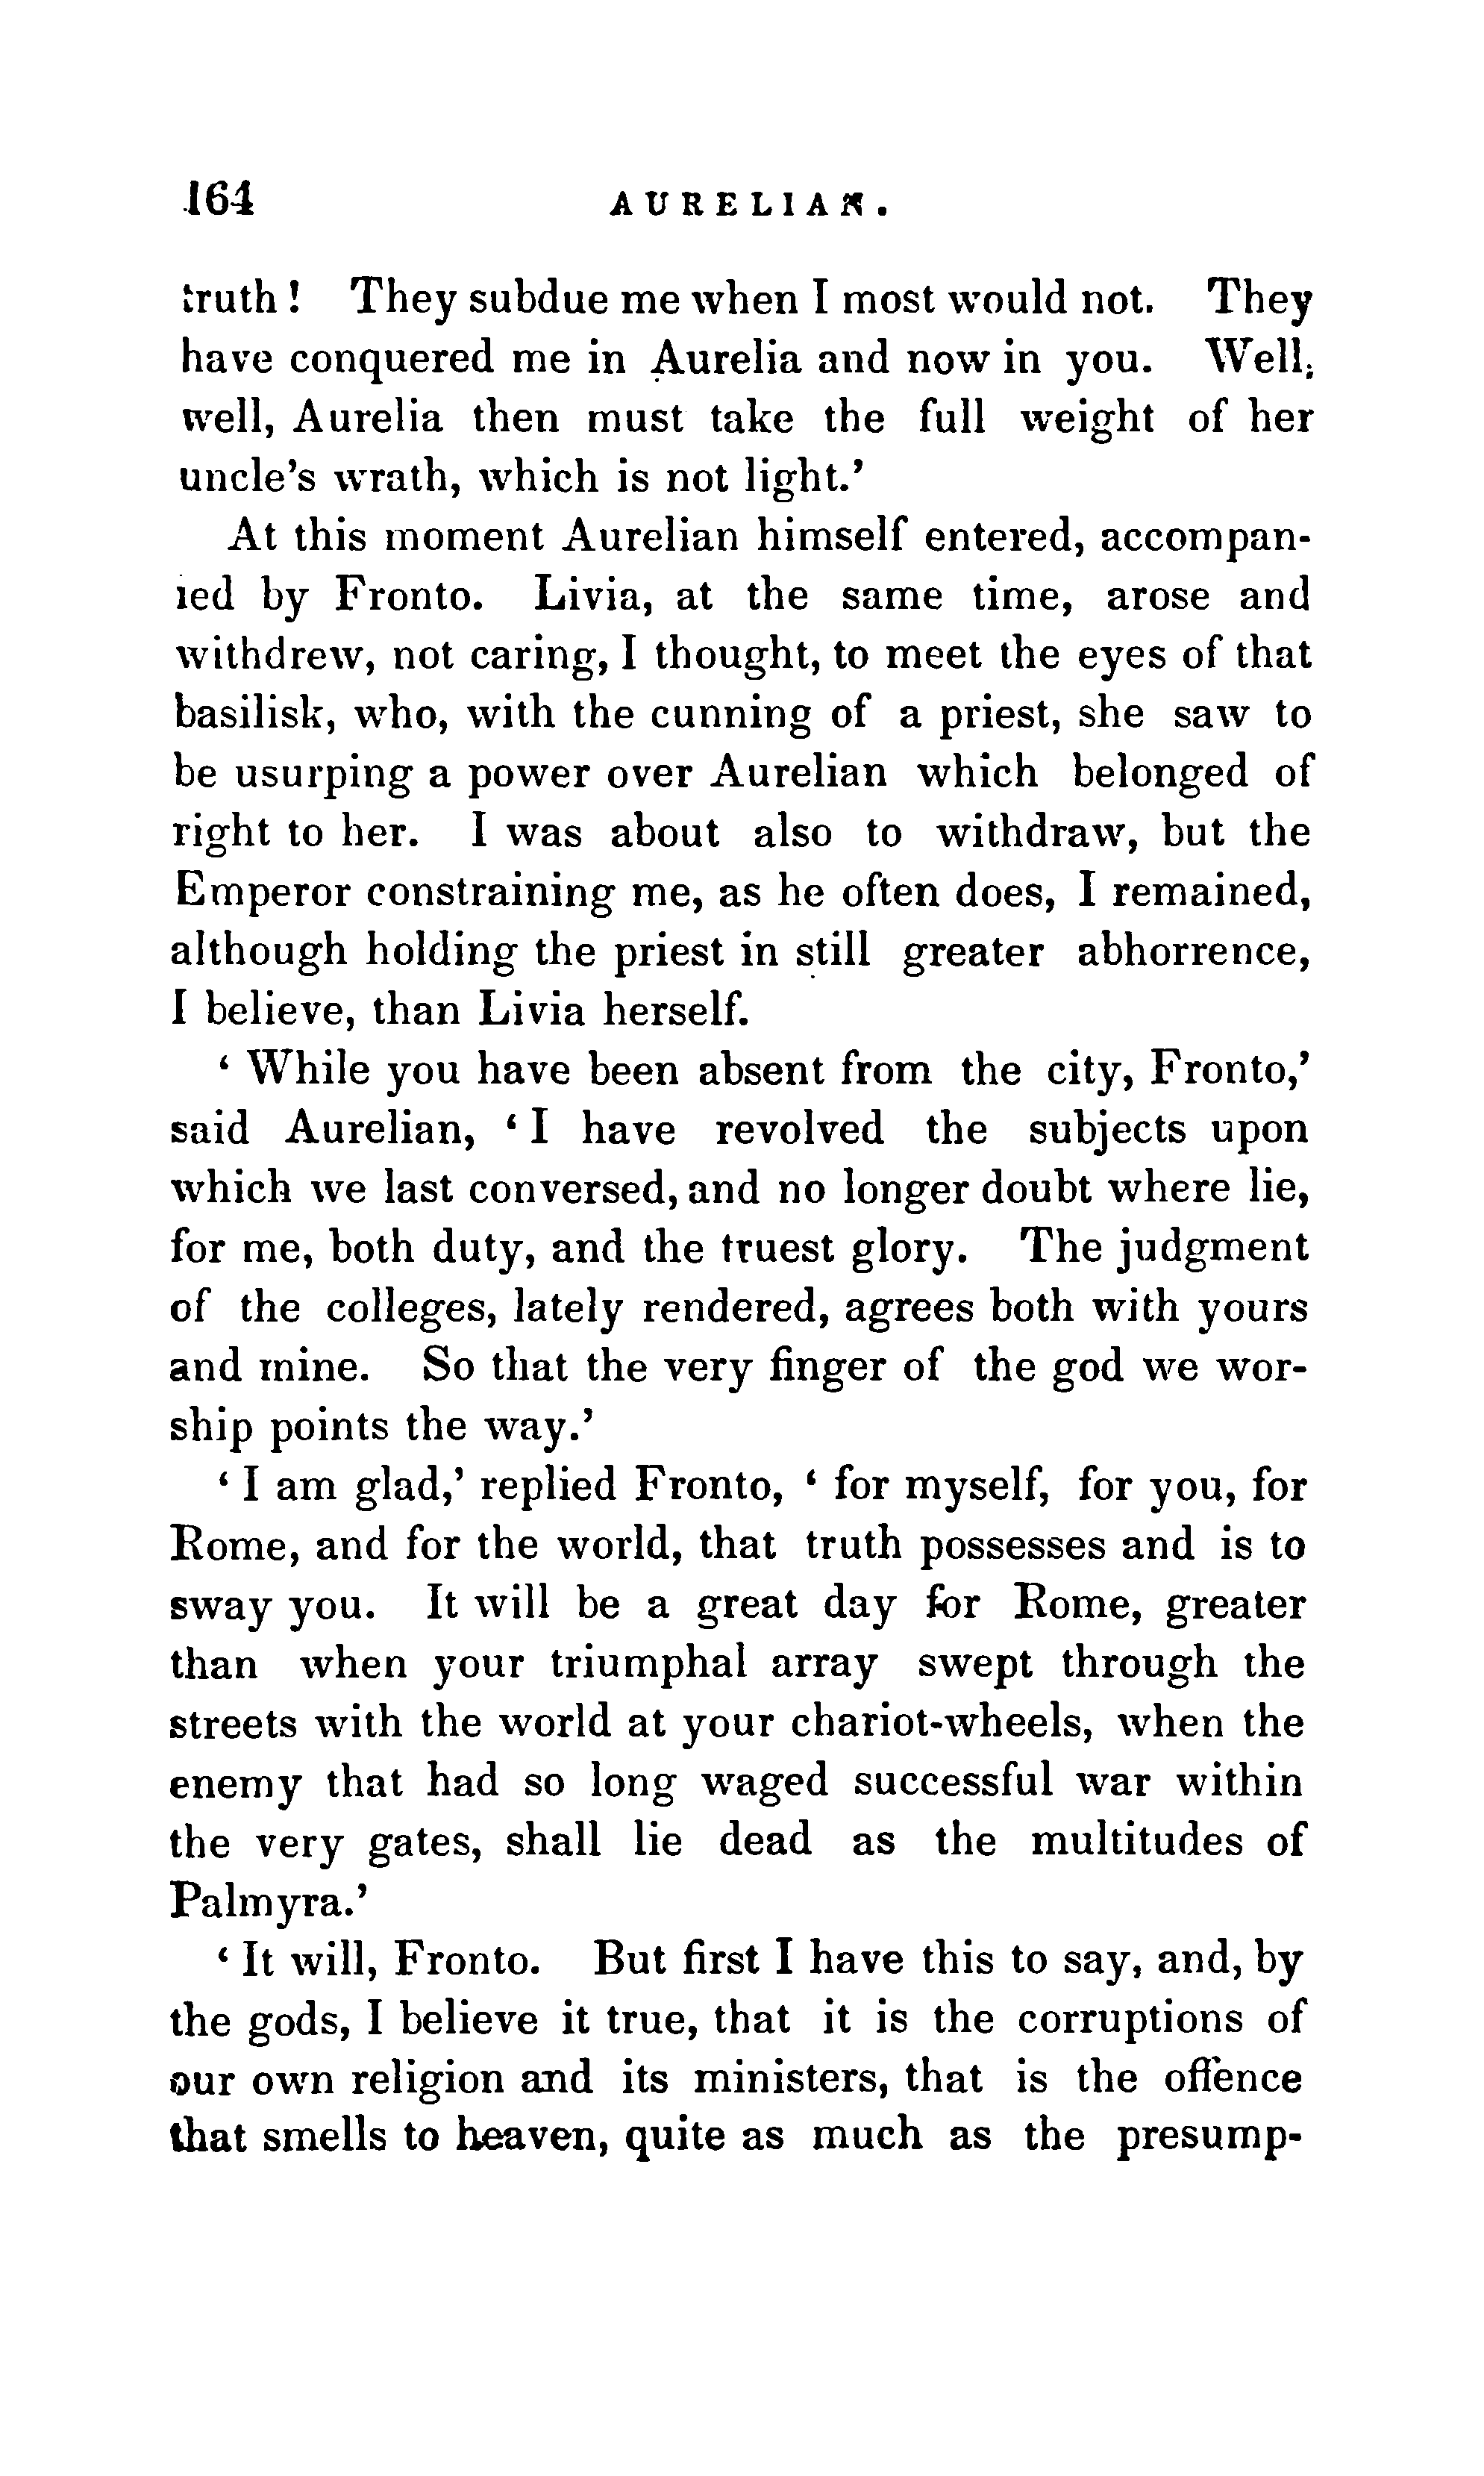 164 AURELIAN.
truth! They subdue me when I most would not. They
have conquered me in Aurelia and now in you. Well,
well, Aurelia then must take the full weight of her
uncle's wrath, which is not light.’
At this moment Aurelian himself entered, accompan-
ied by Fronto. Livia, at the same time, arose and
withdrew, not caring, I thought, to meet the eyes of that
basilisk, who, with the cunning of a priest, she saw to
be usurping a power over Aurelian which belonged of
right to her. I was about also to withdraw, but the
Emperor constraining me, as he often does, I remained,
although holding the priest in still greater abhorrence,
I believe, than Livia herself.
‘ While you have been absent from the city, Fronto,’
said Aurelian, ‘ I have revolved the subjects upon
which we last conversed, and no longer doubt where lie,
for me, both duty, and the truest glory. The judgment
of the colleges, lately rendered, agrees both with yours
and mine. So that the very finger of the god we wor-
ship points the way.’
‘ I am glad,’ replied Fronto, ‘ for myself, for you, for
Rome, and for the world, that truth possesses and is to
sway you. It will be a great day for Rome, greater
than when your triumphal array swept through the
streets with the world at your chariot-wheels, when the
enemy that had so long waged successful war within
the very gates, shall lie dead as the multitudes of
Palmyra.’
‘ It will, Fronto. But first I have this to say, and, by
the gods, I believe it true, that it is the corruptions of
our own religion and its ministers, that is the offence
that smells to heaven, quite as much as the presump-